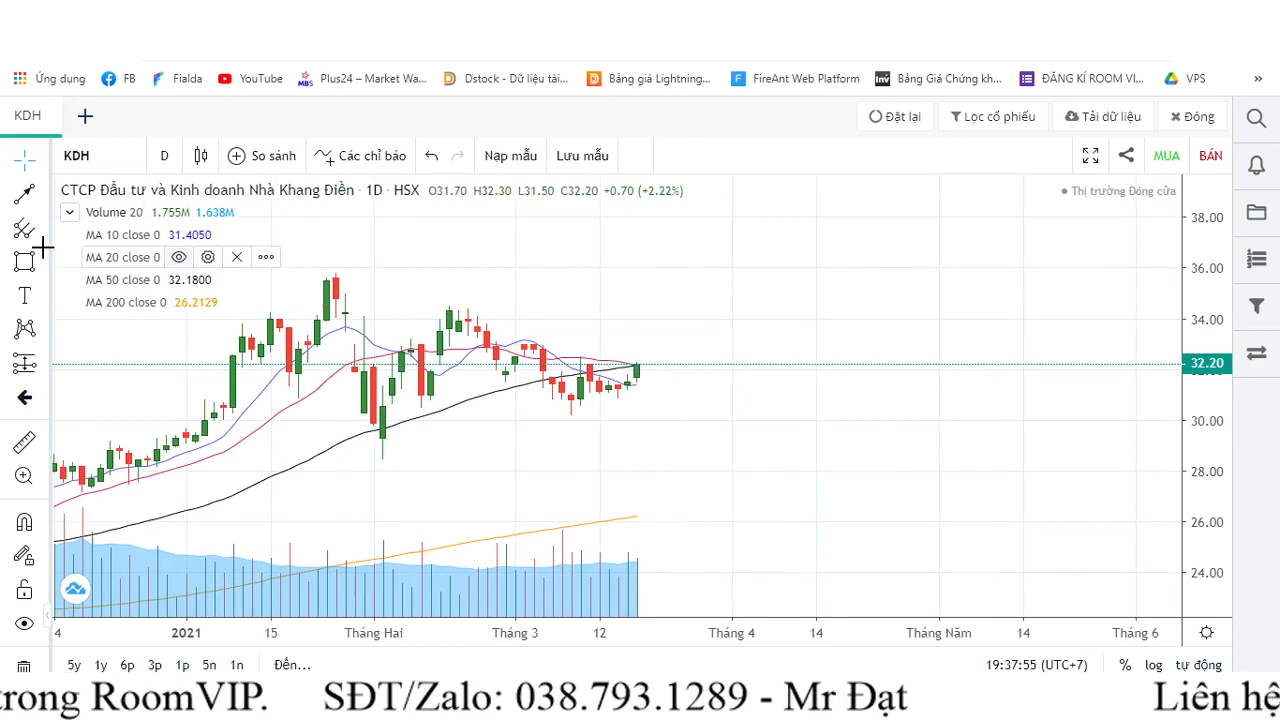 Ứng dụng FB Fialda YouTube Plus24 – Market Wa... Dstock - Dữ liệu tài... Bảng giá Lightning... FireAnt Web Platform Bảng Giá Chứng kh... ĐĂNG KÍ ROOM VI... VPS »
KDH + Đặt lại Lọc cổ phiếu Tải dữ liệu Đóng
KDH D So sánh Các chỉ báo Nạp mẫu Lưu mẫu MUA BÁN
CTCP Đầu tư và Kinh doanh Nhà Khang Điền · 1D · HSX O31.70 H32.30 L31.50 C32.20 +0.70 (+2.22%) Thị trường Đóng cửa
Volume 20 1.755M 1.638M
MA 10 close 0 31.4050
MA 20 close 0
MA 50 close 0 32.1800
MA 200 close 0 26.2129
38.00
36.00
34.00
32.20
30.00
28.00
26.00
24.00
4 2021 15 Tháng Hai Tháng 3 12 Tháng 4 14 Tháng Năm 14 Tháng 6
5y 1y 6p 3p 1p 5n 1n Đến... 19:37:55 (UTC+7) % log tự động
trong RoomVIP. SĐT/Zalo: 038.793.1289 - Mr Đạt Liên hệ